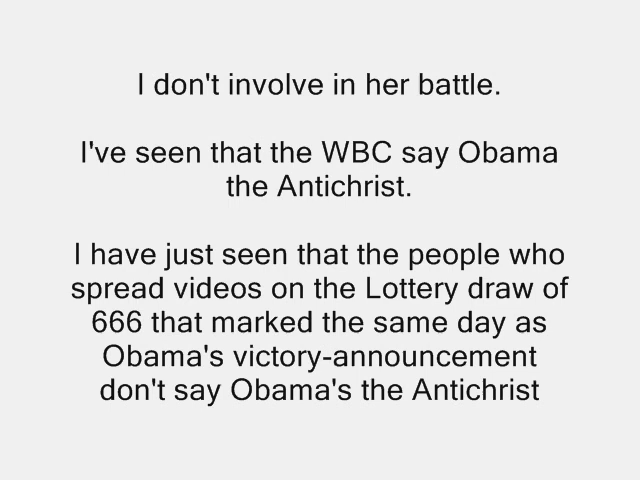 I don't involve in her battle.
I've seen that the WBC say Obama
the Antichrist.
I have just seen that the people who
spread videos on the Lottery draw of
666 that marked the same day as
Obama's victory-announcement
don't say Obama's the Antichrist